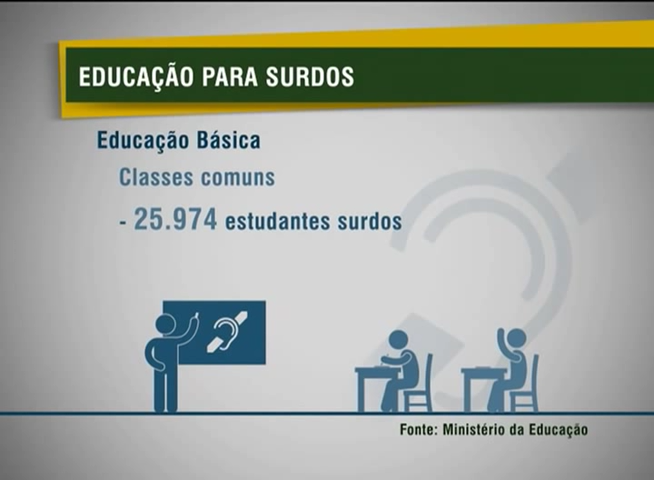 EDUCAÇÃO PARA SURDOS
Educação Básica
Classes comuns
- 25.974 estudantes surdos
Fonte: Ministério da Educação